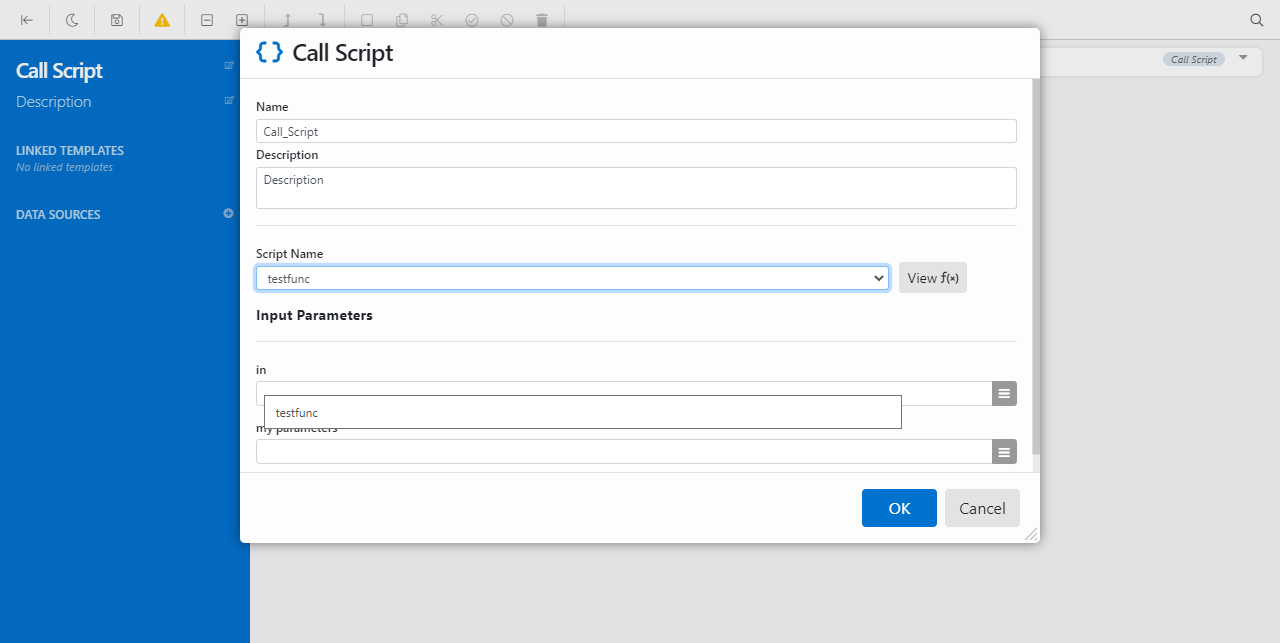 Call Script
Call Script
Call Script
Description
LINKED TEMPLATES
No linked templates
DATA SOURCES
Name
Call_Script
Description
Description
Script Name
testfunc
View f(x)
Input Parameters
in
testfunc
my parameters
OK
Cancel